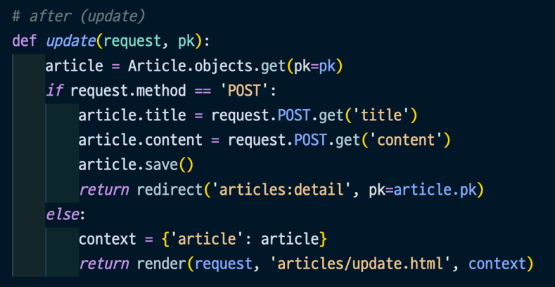 # after (update)
def update(request, pk):
    article = Article.objects.get(pk=pk)
    if request.method == 'POST':
        article.title = request.POST.get('title')
        article.content = request.POST.get('content')
        article.save()
        return redirect('articles:detail', pk=article.pk)
    else:
        context = {'article': article}
        return render(request, 'articles/update.html', context)